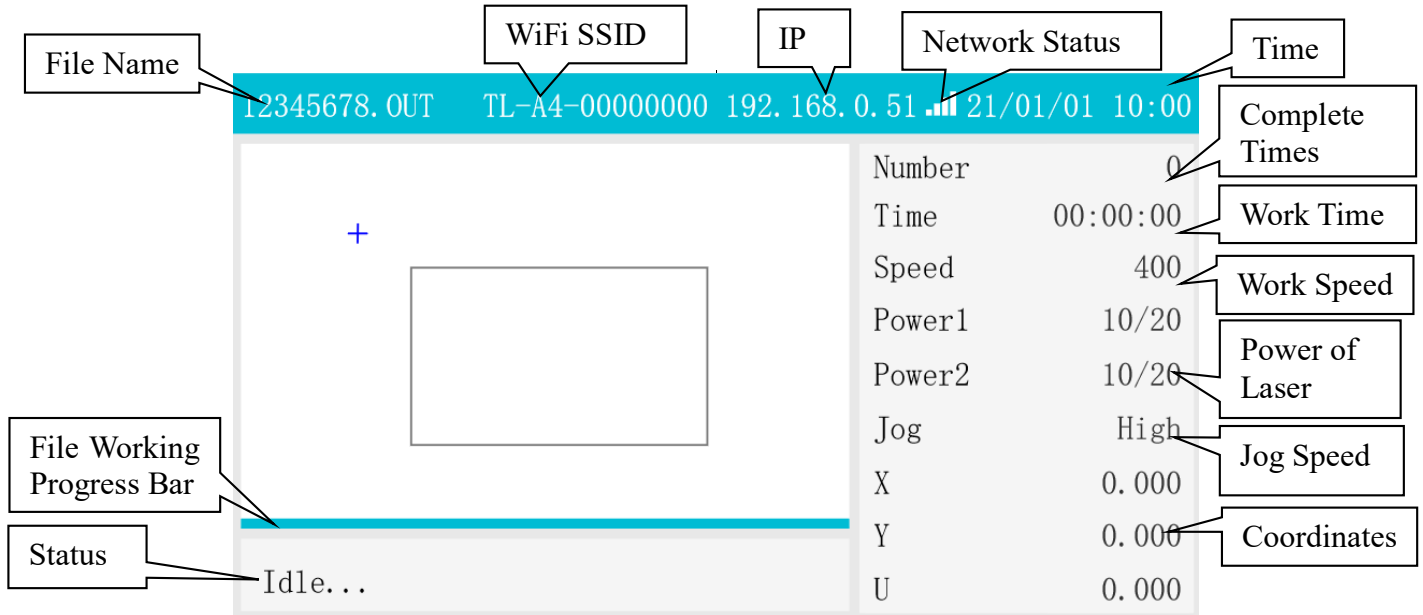 WiFi SSID
IP
Network Status
Time
File Name
12345678.OUT TL-A4-00000000 192.168.0.51 21/01/01 10:00
Complete
Times
Number 0
Time 00:00:00
Work Time
Speed 400
Work Speed
Power1 10/20
Power of
Laser
Power2 10/20
Jog High
Jog Speed
File Working
Progress Bar
X 0.000
Y 0.000
Coordinates
Status
Idle...
U 0.000